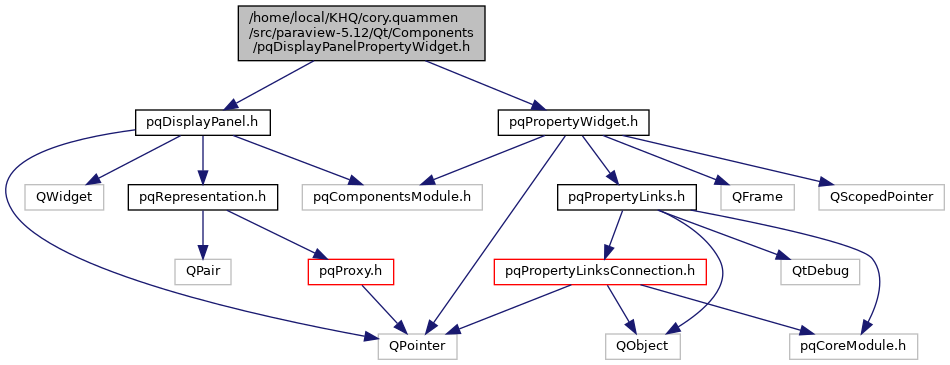 /home/local/KHQ/cory.quammen
/src/paraview-5.12/Qt/Components
/pqDisplayPanelPropertyWidget.h
pqDisplayPanel.h
pqPropertyWidget.h
QWidget
pqRepresentation.h
pqComponentsModule.h
pqPropertyLinks.h
QFrame
QScopedPointer
QPair
pqProxy.h
pqPropertyLinksConnection.h
QtDebug
QPointer
QObject
pqCoreModule.h